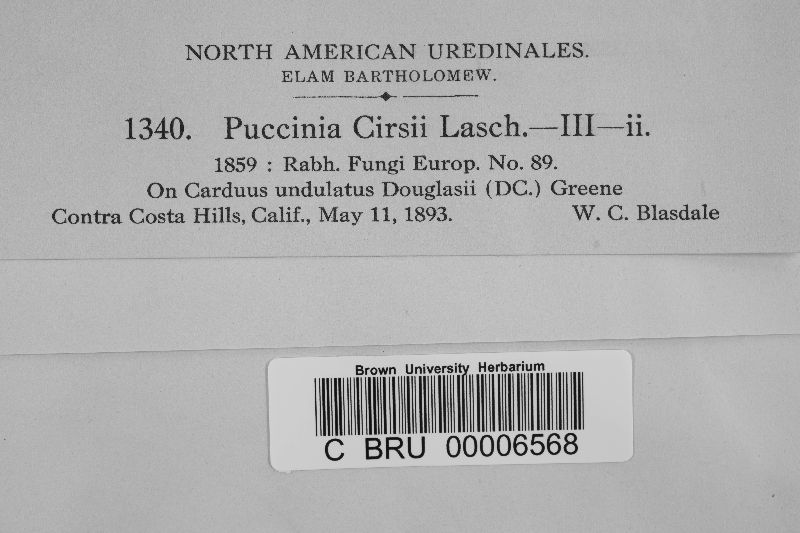 NORTH AMERICAN UREDINALES.
ELAM BARTHOLOMEW.
1340. Puccinia Cirsii Lasch.—III—ii.
1859 : Rabh. Fungi Europ. No. 89.
On Carduus undulatus Douglasii (DC.) Greene
Contra Costa Hills, Calif., May 11, 1893. W. C. Blasdale
Brown University Herbarium
C BRU 00006568